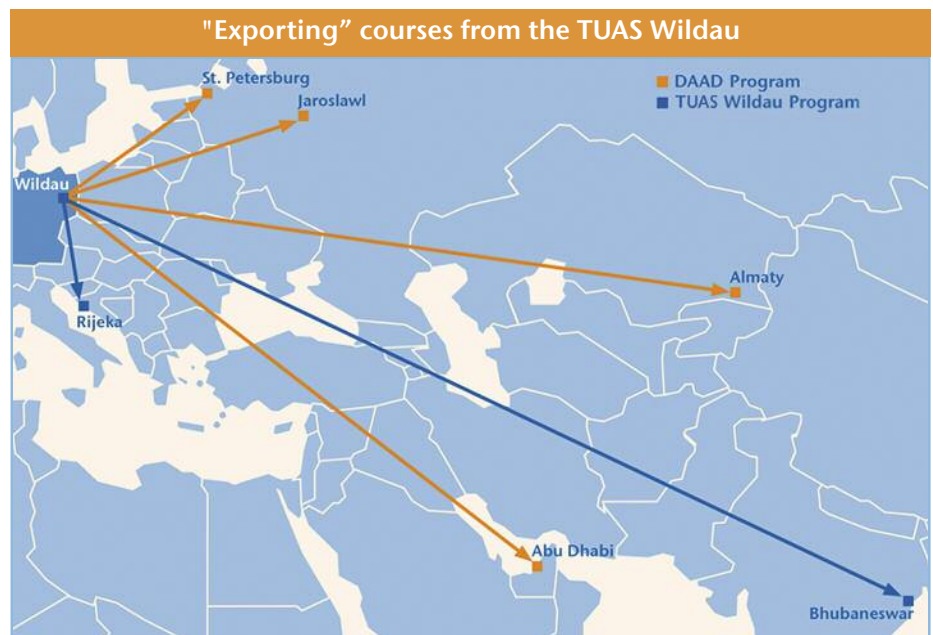 "Exporting” courses from the TUAS Wildau
St. Petersburg
DAAD Program
Jaroslawl
TUAS Wildau Program
Wildau
Almaty
Rijeka
Abu Dhabi
Bhubaneswar